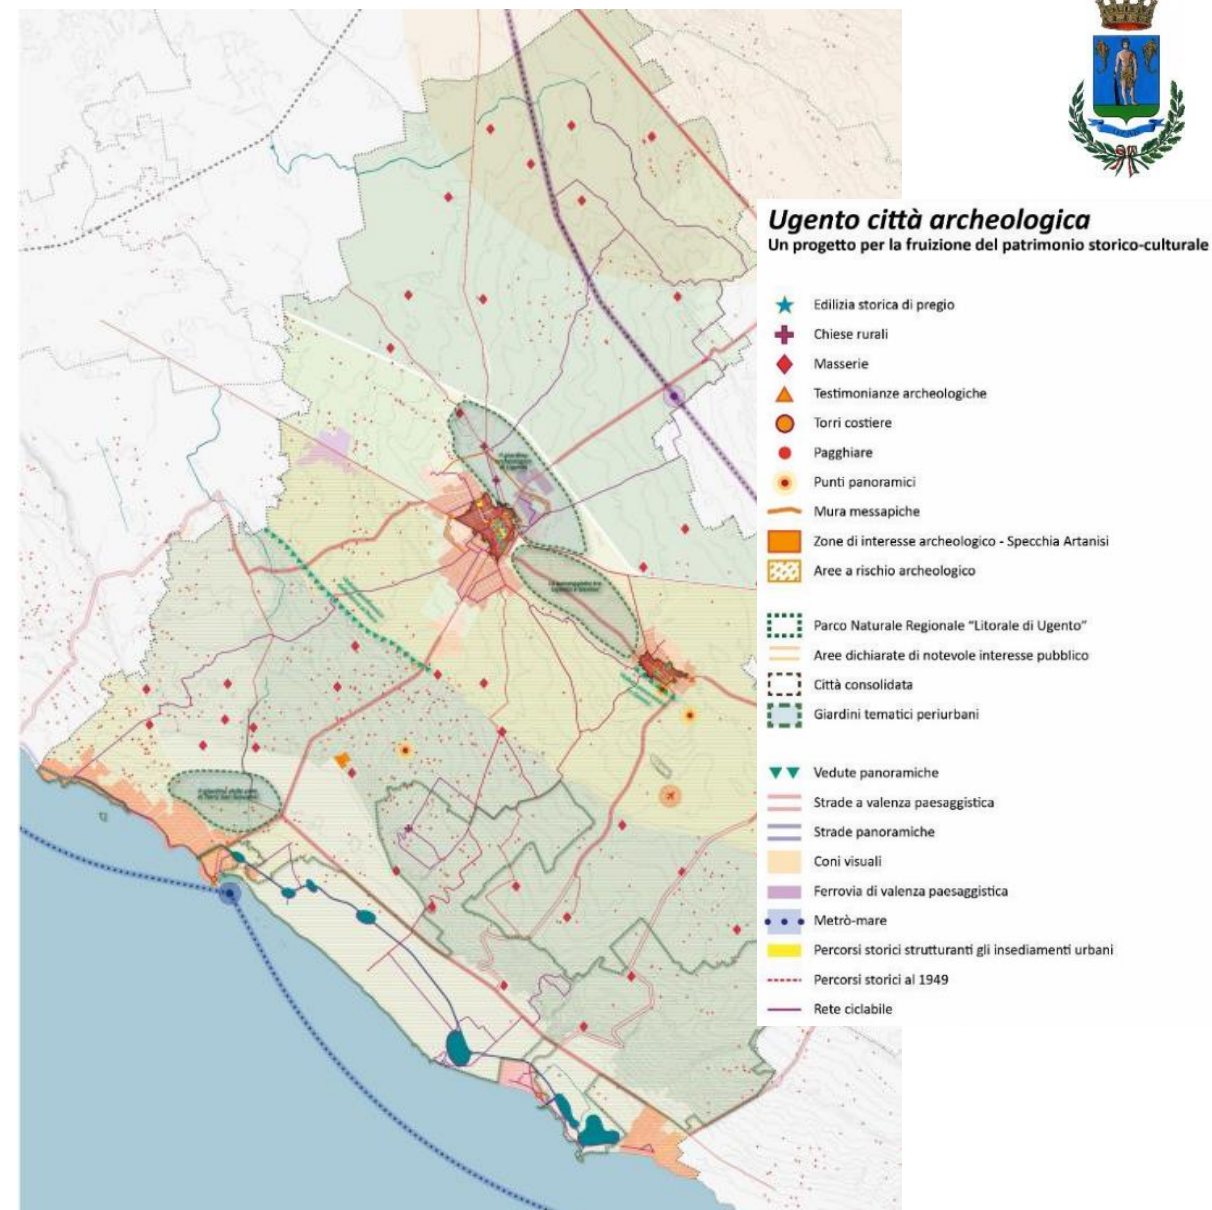 Ugento città archeologica
Un progetto per la fruizione del patrimonio storico-culturale
Edilizia storica di pregio
Chiese rurali
Masserie
Testimonianze archeologiche
Torri costiere
Pagghiare
Punti panoramici
Mura messapiche
Zone di interesse archeologico - Specchia Artanisi
Aree a rischio archeologico
Parco Naturale Regionale "Litorale di Ugento"
Aree dichiarate di notevole interesse pubblico
Città consolidata
Giardini tematici periurbani
Vedute panoramiche
Strade a valenza paesaggistica
Strade panoramiche
Coni visuali
Ferrovia di valenza paesaggistica
Metrò-mare
Percorsi storici strutturanti gli insediamenti urbani
Percorsi storici al 1949
Rete ciclabile